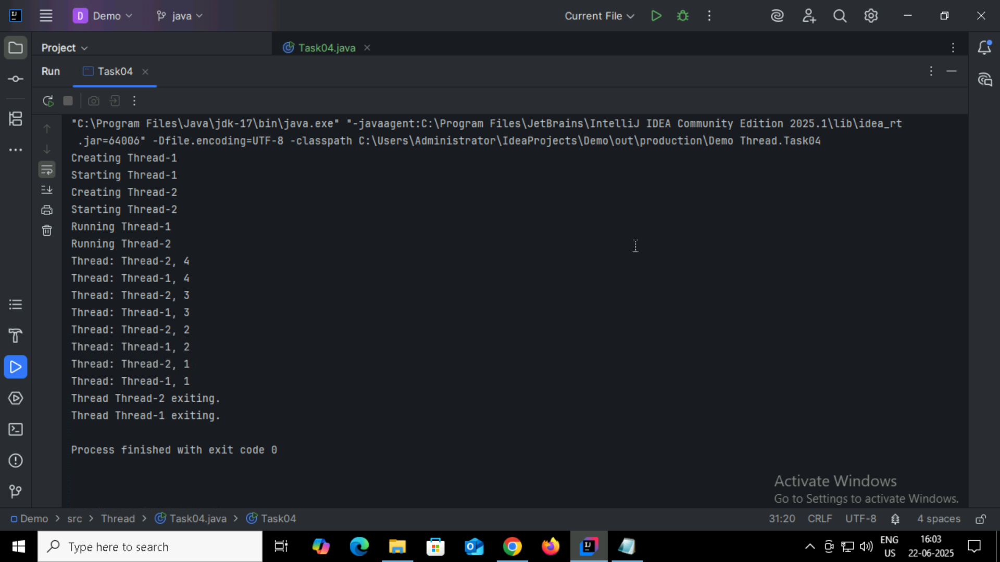 D Demo java Current File
Project Task04.java
Run Task04
"C:\Program Files\Java\jdk-17\bin\java.exe" "-javaagent:C:\Program Files\JetBrains\IntelliJ IDEA Community Edition 2025.1\lib\idea_rt
.jar=64006" -Dfile.encoding=UTF-8 -classpath C:\Users\Administrator\IdeaProjects\Demo\out\production\Demo Thread.Task04
Creating Thread-1
Starting Thread-1
Creating Thread-2
Starting Thread-2
Running Thread-1
Running Thread-2
Thread: Thread-2, 4
Thread: Thread-1, 4
Thread: Thread-2, 3
Thread: Thread-1, 3
Thread: Thread-2, 2
Thread: Thread-1, 2
Thread: Thread-2, 1
Thread: Thread-1, 1
Thread Thread-2 exiting.
Thread Thread-1 exiting.
Process finished with exit code 0
Activate Windows
Go to Settings to activate Windows.
Demo > src > Thread > Task04.java > Task04 31:20 CRLF UTF-8 4 spaces
Type here to search
ENG
US
16:03
22-06-2025